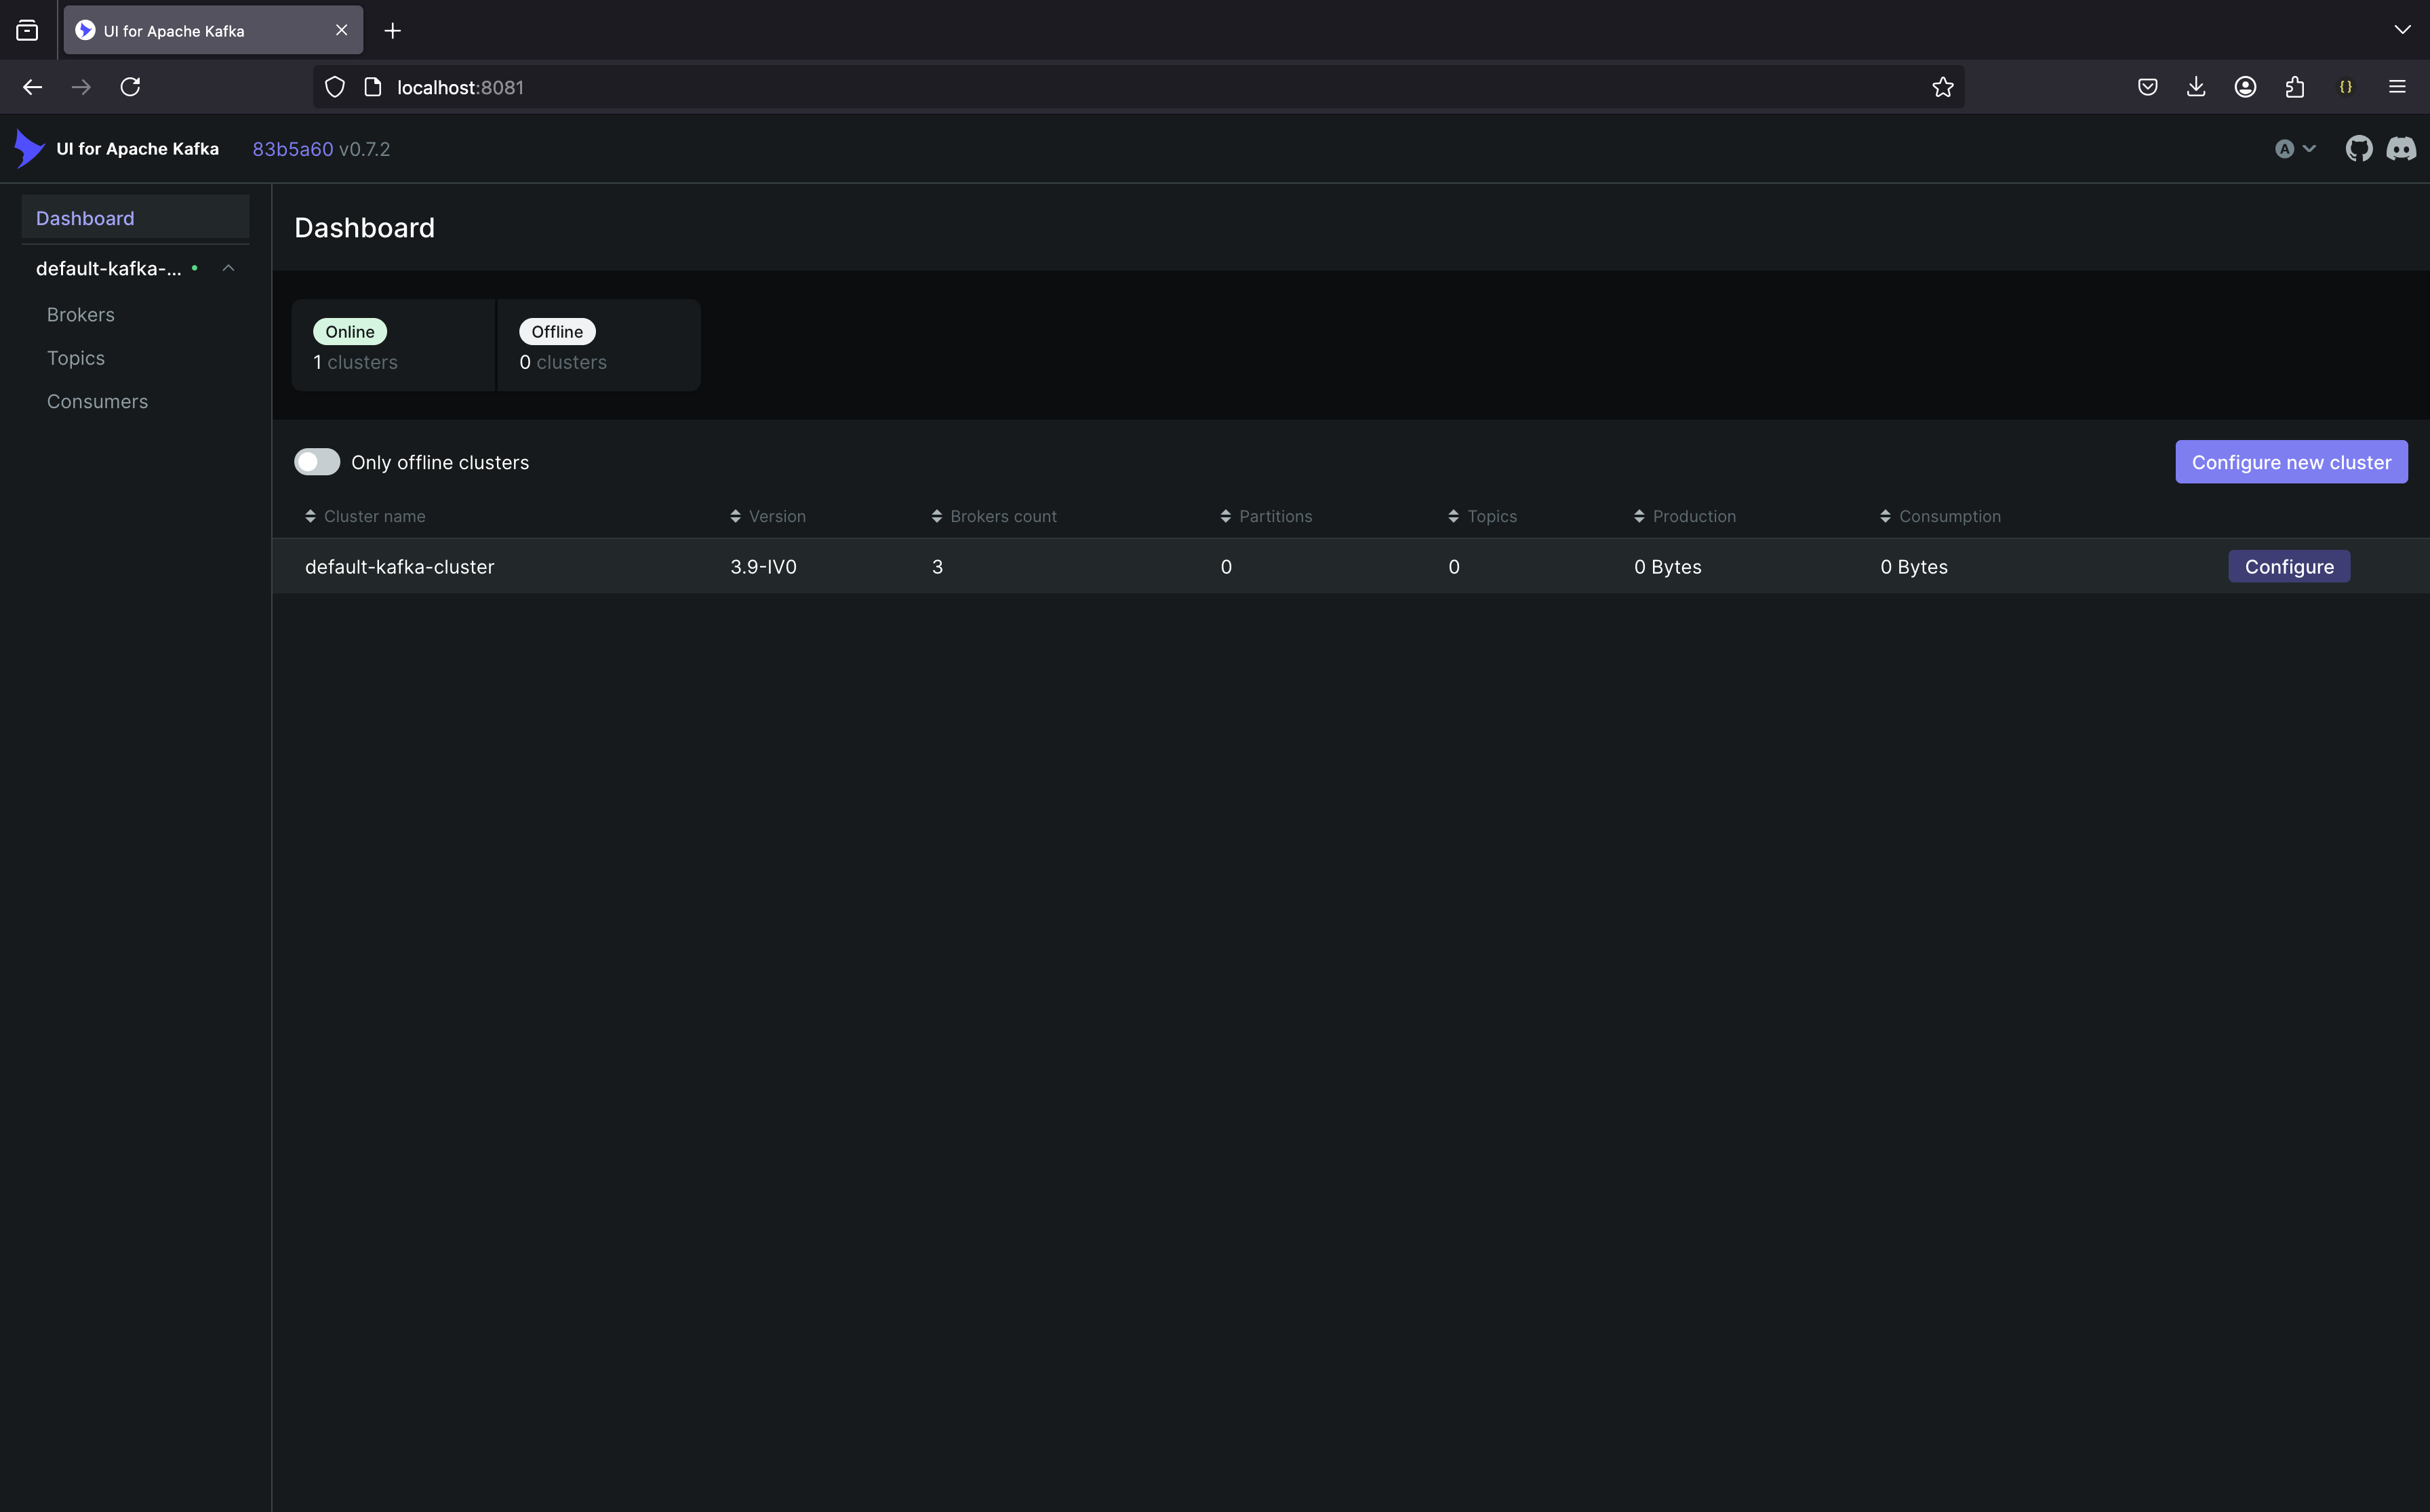 UI for Apache Kafka
localhost:8081
UI for Apache Kafka 83b5a60 v0.7.2
A
Dashboard
default-kafka-...
Brokers
Topics
Consumers
Dashboard
Online
1 clusters
Offline
0 clusters
Only offline clusters
Configure new cluster
Cluster name Version Brokers count Partitions Topics Production Consumption
default-kafka-cluster 3.9-IV0 3 0 0 0 Bytes 0 Bytes Configure